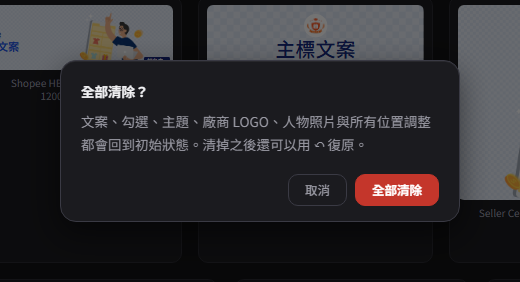 文案
主標文案
Shopee HE
1200
全部清除？
文案、勾選、主題、廠商 LOGO、人物照片與所有位置調整
都會回到初始狀態。清掉之後還可以用 ↶ 復原。
取消
全部清除
Seller Ce